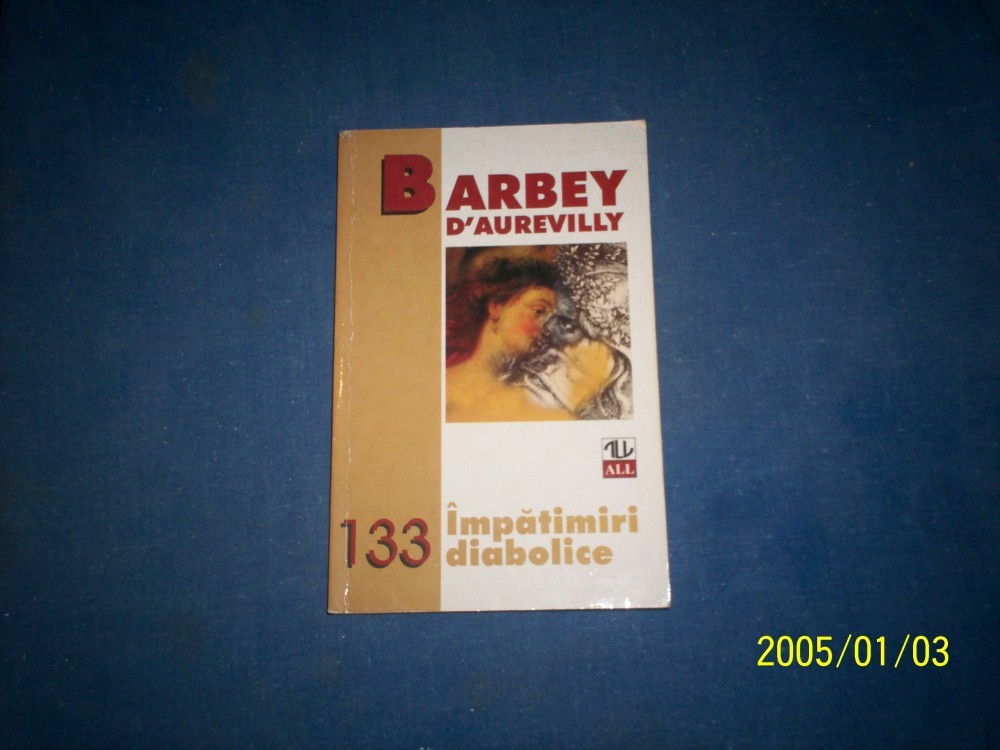 BARBEY
D'AUREVILLY
ALL
133
Împătimiri
diabolice
2005/01/03